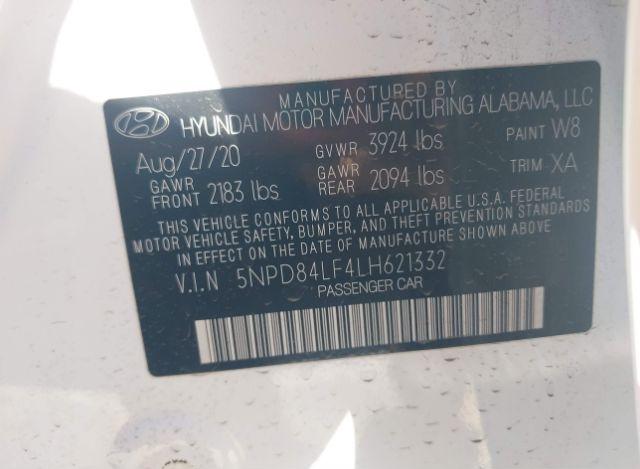 MANUFACTURED BY
HYUNDAI MOTOR MANUFACTURING ALABAMA, LLC
Aug/27/20 GVWR 3924 lbs PAINT W8
GAWR FRONT 2183 lbs GAWR REAR 2094 lbs TRIM XA
THIS VEHICLE CONFORMS TO ALL APPLICABLE U.S.A. FEDERAL
MOTOR VEHICLE SAFETY, BUMPER, AND THEFT PREVENTION STANDARDS
IN EFFECT ON THE DATE OF MANUFACTURE SHOWN ABOVE
V.I.N 5NPD84LF4LH621332
PASSENGER CAR